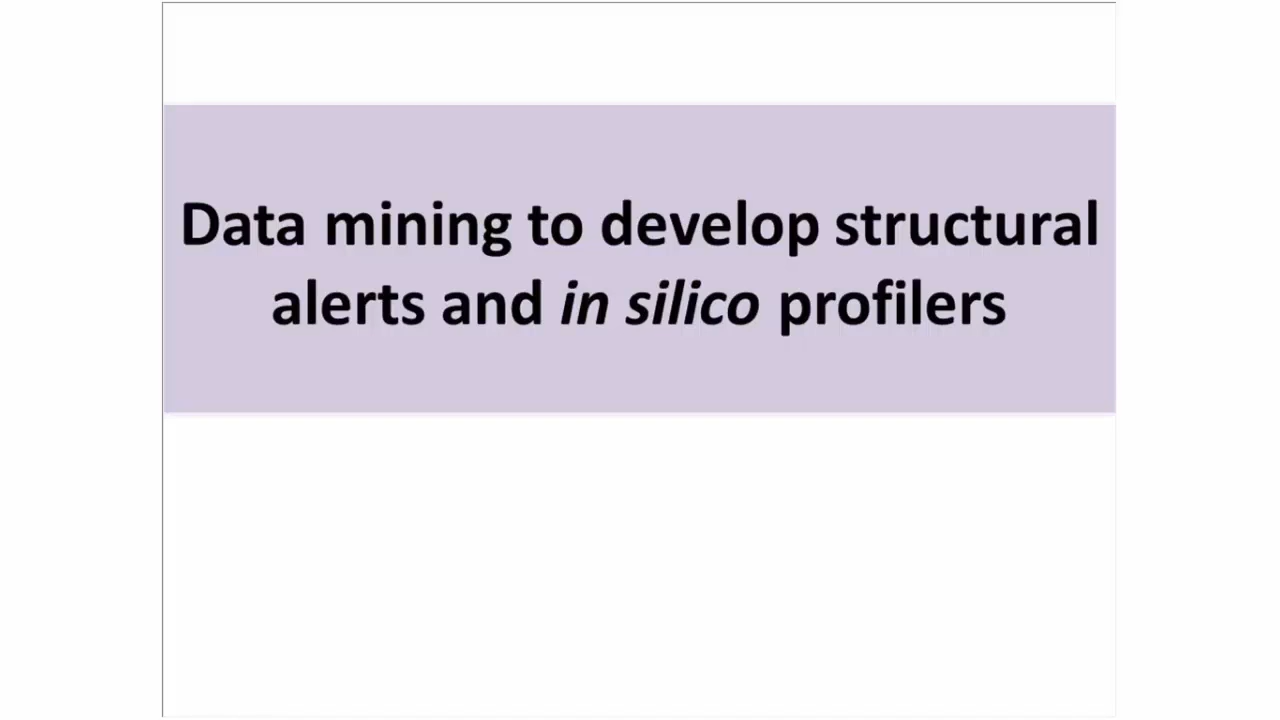 Data mining to develop structural
alerts and in silico profilers